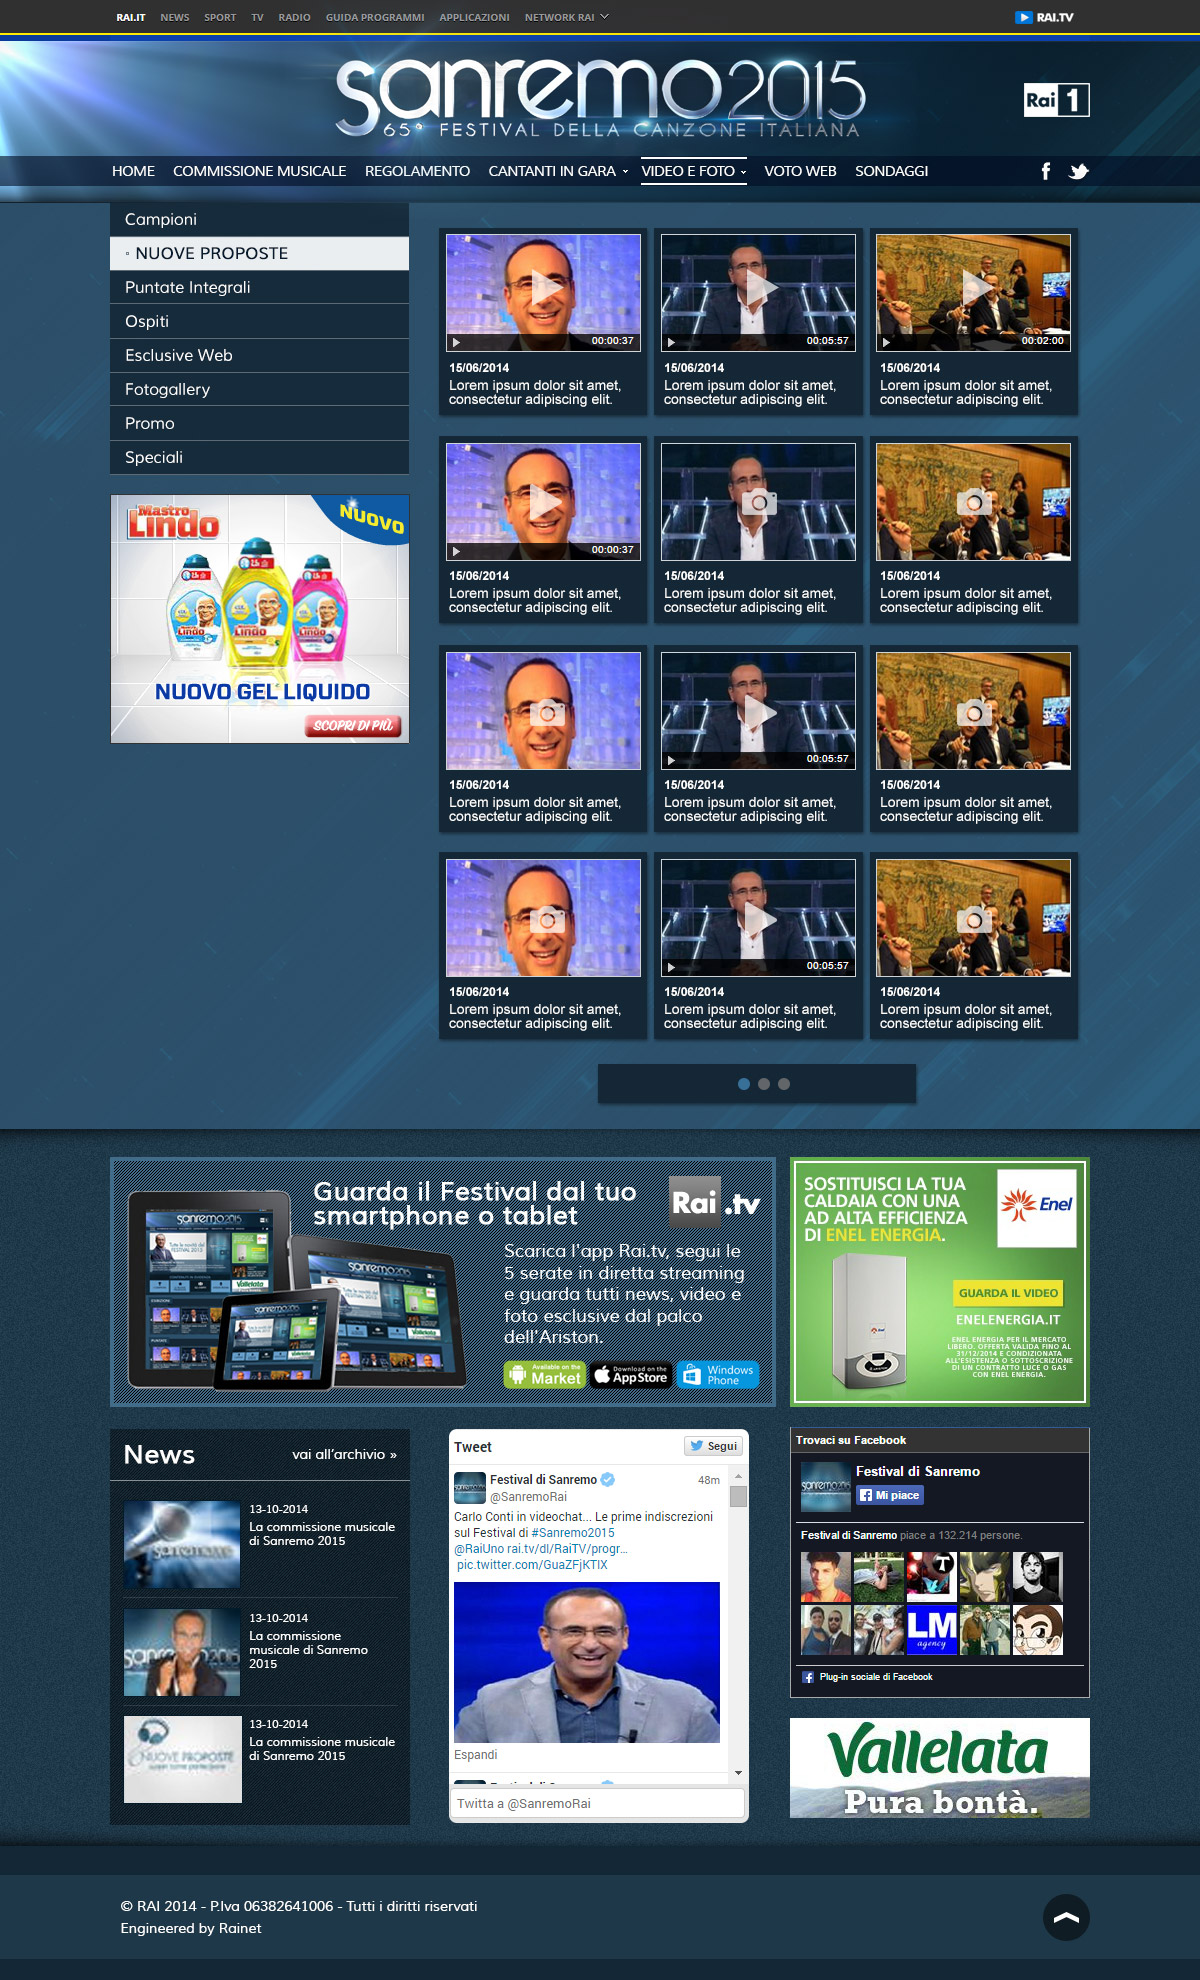 RAI.IT NEWS SPORT TV RADIO GUIDA PROGRAMMI APPLICAZIONI NETWORK RAI RAI.TV
sanremo2015
65° FESTIVAL DELLA CANZONE ITALIANA
Rai 1
HOME COMMISSIONE MUSICALE REGOLAMENTO CANTANTI IN GARA VIDEO E FOTO VOTO WEB SONDAGGI
Campioni
NUOVE PROPOSTE
Puntate Integrali
Ospiti
Esclusive Web
Fotogallery
Promo
Speciali
Mastro
Lindo
NUOVO
NUOVO GEL LIQUIDO
SCOPRI DI PIÙ
00:00:37 00:05:57 00:02:00
15/06/2014 15/06/2014 15/06/2014
Lorem ipsum dolor sit amet, Lorem ipsum dolor sit amet, Lorem ipsum dolor sit amet,
consectetur adipiscing elit. consectetur adipiscing elit. consectetur adipiscing elit.
00:00:37
15/06/2014 15/06/2014 15/06/2014
Lorem ipsum dolor sit amet, Lorem ipsum dolor sit amet, Lorem ipsum dolor sit amet,
consectetur adipiscing elit. consectetur adipiscing elit. consectetur adipiscing elit.
00:05:57
15/06/2014 15/06/2014 15/06/2014
Lorem ipsum dolor sit amet, Lorem ipsum dolor sit amet, Lorem ipsum dolor sit amet,
consectetur adipiscing elit. consectetur adipiscing elit. consectetur adipiscing elit.
00:05:57
15/06/2014 15/06/2014 15/06/2014
Lorem ipsum dolor sit amet, Lorem ipsum dolor sit amet, Lorem ipsum dolor sit amet,
consectetur adipiscing elit. consectetur adipiscing elit. consectetur adipiscing elit.
Guarda il Festival dal tuo
smartphone o tablet
Rai.tv
Scarica l'app Rai.tv, segui le
5 serate in diretta streaming
e guarda tutti news, video e
foto esclusive dal palco
dell'Ariston.
Available on the
Market
Download on the
App Store
Windows
Phone
SOSTITUISCI LA TUA
CALDAIA CON UNA
AD ALTA EFFICIENZA
DI ENEL ENERGIA.
Enel
GUARDA IL VIDEO
ENELENERGIA.IT
ENEL ENERGIA PER IL MERCATO
LIBERO. OFFERTA VALIDA FINO AL
31/12/2014 E CONDIZIONATA
ALL'ESISTENZA O SOTTOSCRIZIONE
DI UN CONTRATTO LUCE O GAS
CON ENEL ENERGIA.
News vai all'archivio »
13-10-2014
La commissione musicale
di Sanremo 2015
13-10-2014
La commissione
musicale di Sanremo
2015
NUOVE PROPOSTE
13-10-2014
La commissione musicale
di Sanremo 2015
Tweet Segui
Festival di Sanremo 48m
@SanremoRai
Carlo Conti in videochat... Le prime indiscrezioni
sul Festival di #Sanremo2015
@RaiUno rai.tv/dl/RaiTV/progr...
pic.twitter.com/GuaZFjKTIX
Espandi
Twitta a @SanremoRai
Trovaci su Facebook
Festival di Sanremo
Mi piace
Festival di Sanremo piace a 132.214 persone.
LM
agency
Plug-in sociale di Facebook
Vallelata
Pura bontà.
© RAI 2014 - P.Iva 06382641006 - Tutti i diritti riservati
Engineered by Rainet